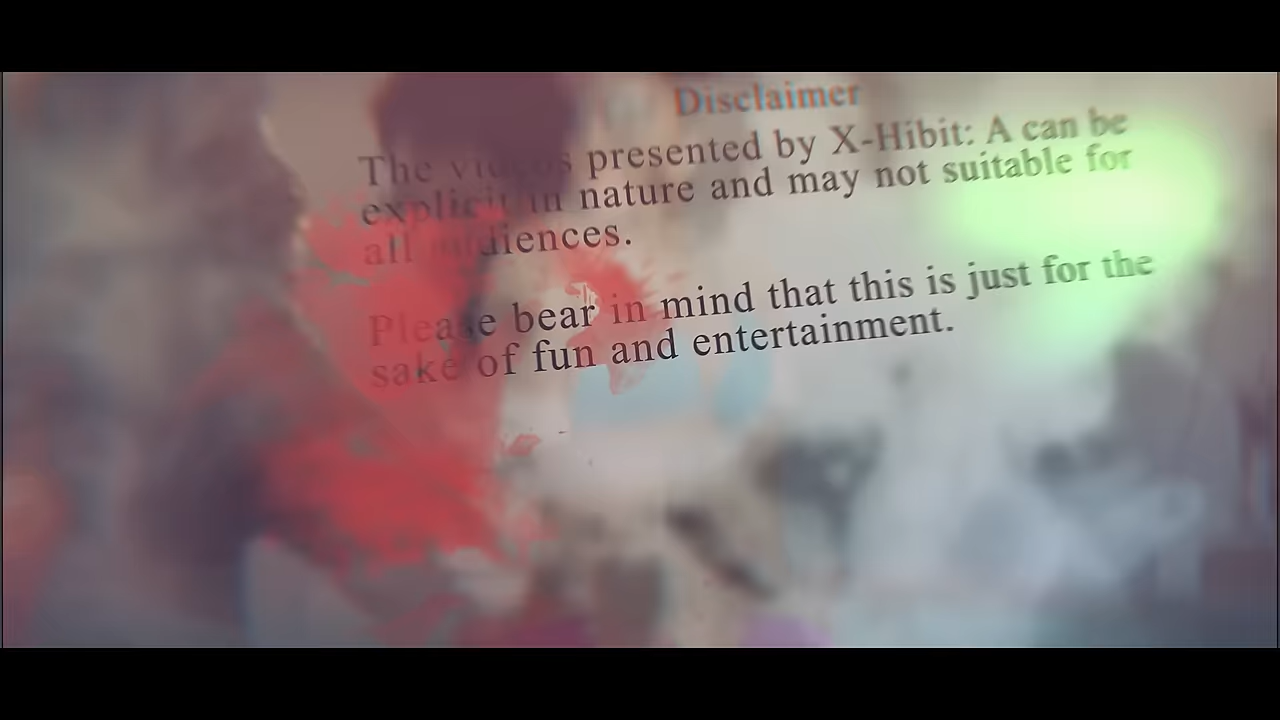 Disclaimer
The videos presented by X-Hibit: A can be
explicit in nature and may not suitable for
all audiences.
Please bear in mind that this is just for the
sake of fun and entertainment.